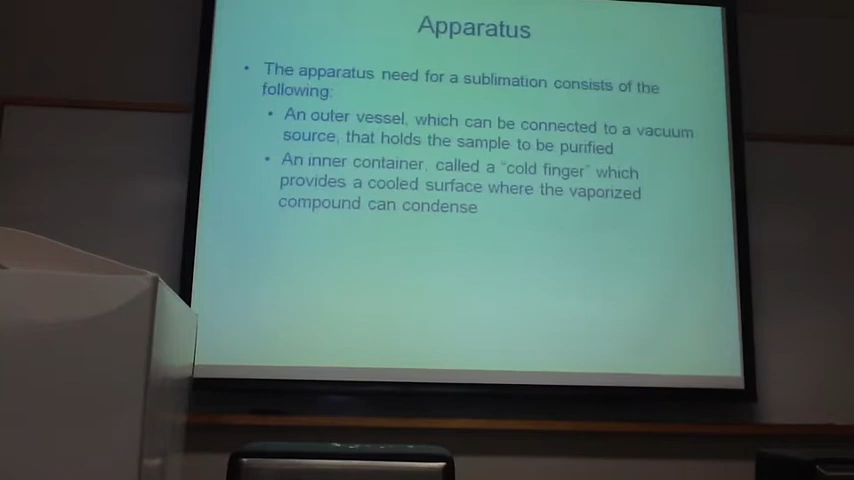 Apparatus
• The apparatus need for a sublimation consists of the
following:
• An outer vessel, which can be connected to a vacuum
source, that holds the sample to be purified
• An inner container, called a "cold finger" which
provides a cooled surface where the vaporized
compound can condense